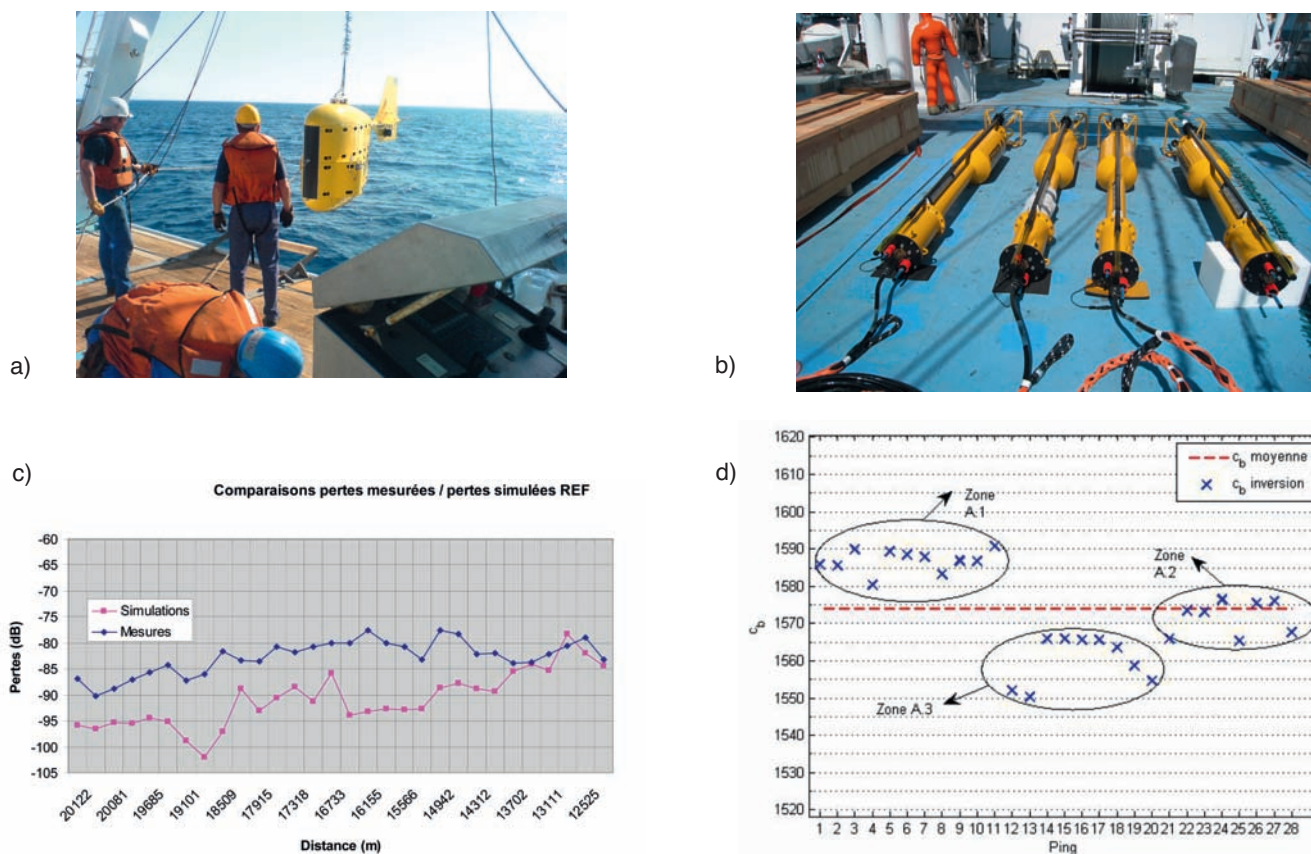 a)
b)
c)
Comparaisons pertes mesurées / pertes simulées REF
Pertes (dB)
-60
-65
-70
-75
-80
-85
-90
-95
-100
-105
Simulations
Mesures
20122
20081
19685
19101
18509
17915
17318
16733
16155
15566
14942
14312
13702
13111
12525
Distance (m)
d)
c_b
1620
1610
1600
1590
1580
1570
1560
1550
1540
1530
1520
c_b moyenne
c_b inversion
Zone
A.1
Zone
A.2
Zone A.3
1 2 3 4 5 6 7 8 9 10 11 12 13 14 15 16 17 18 19 20 21 22 23 24 25 26 27 28
Ping